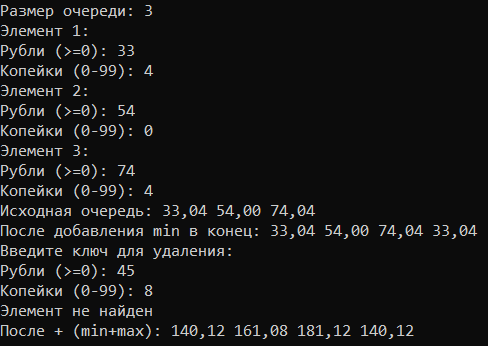 Размер очереди: 3
Элемент 1:
Рубли (>=0): 33
Копейки (0-99): 4
Элемент 2:
Рубли (>=0): 54
Копейки (0-99): 0
Элемент 3:
Рубли (>=0): 74
Копейки (0-99): 4
Исходная очередь: 33,04 54,00 74,04
После добавления min в конец: 33,04 54,00 74,04 33,04
Введите ключ для удаления:
Рубли (>=0): 45
Копейки (0-99): 8
Элемент не найден
После + (min+max): 140,12 161,08 181,12 140,12